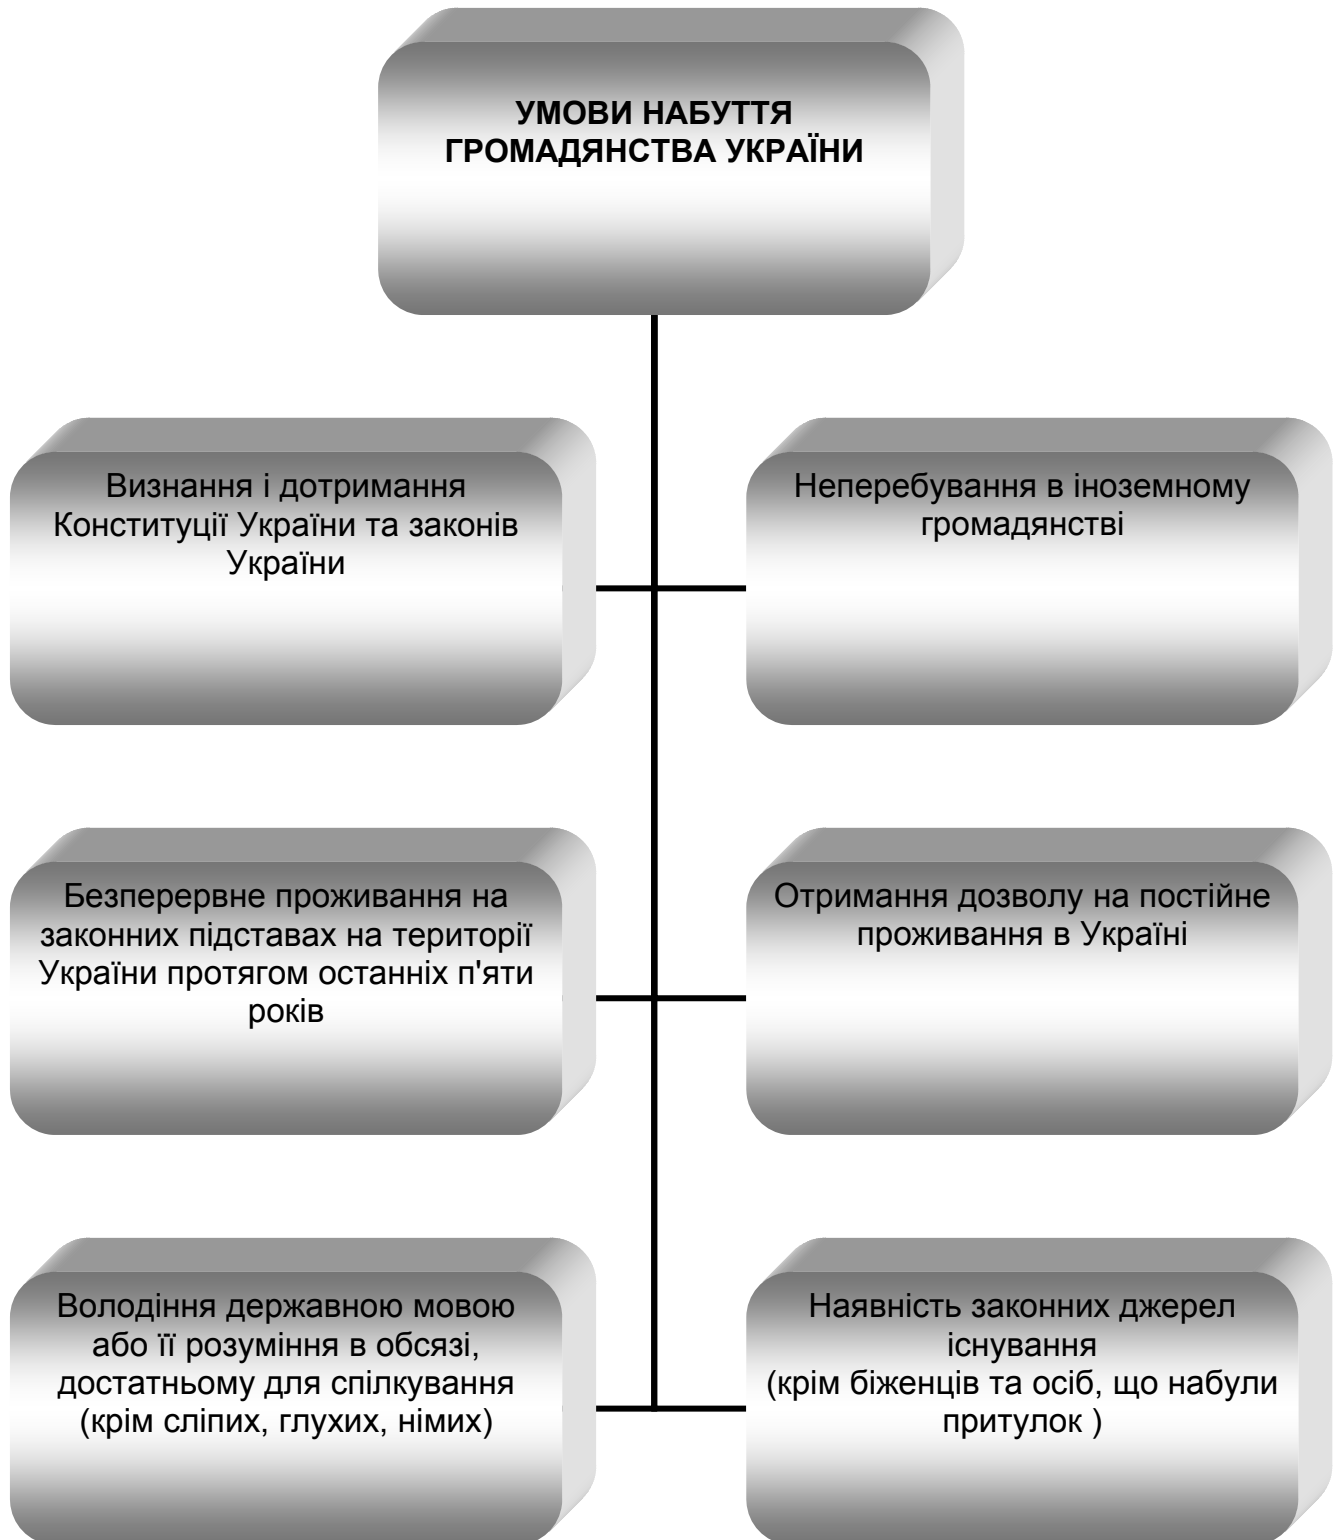 УМОВИ НАБУТТЯ
ГРОМАДЯНСТВА УКРАЇНИ
Визнання і дотримання
Конституції України та законів
України
Неперебування в іноземному
громадянстві
Безперервне проживання на
законних підставах на території
України протягом останніх п'яти
років
Отримання дозволу на постійне
проживання в Україні
Володіння державною мовою
або її розуміння в обсязі,
достатньому для спілкування
(крім сліпих, глухих, німих)
Наявність законних джерел
існування
(крім біженців та осіб, що набули
притулок )